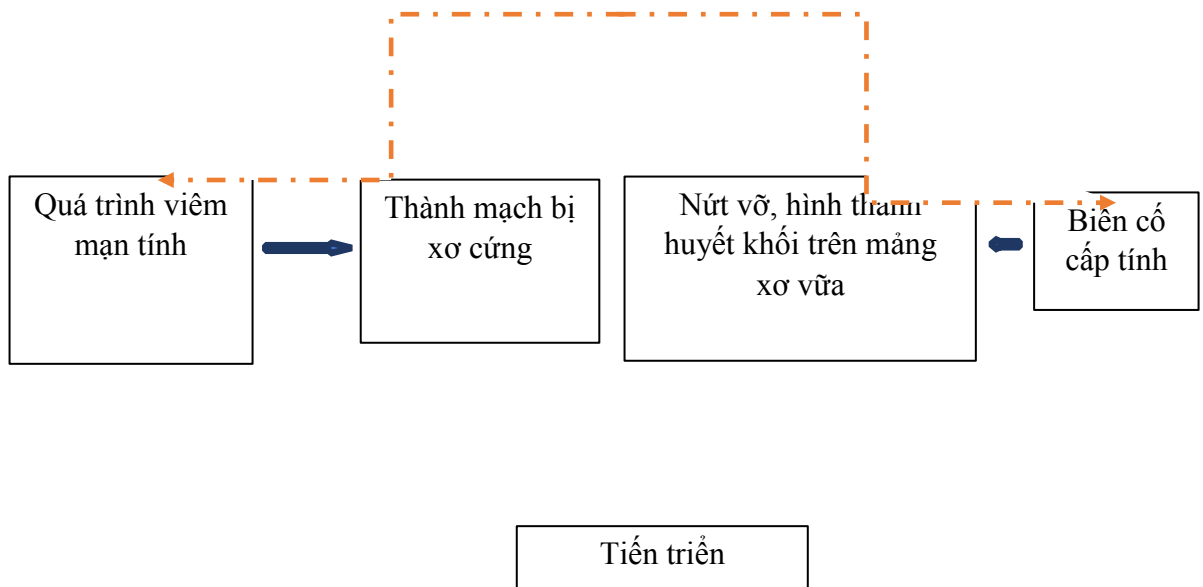 Quá trình viêm
mạn tính
Thành mạch bị
xơ cứng
Nứt vỡ, hình thành
huyết khối trên mảng
xơ vữa
Biến cố
cấp tính
Tiến triển